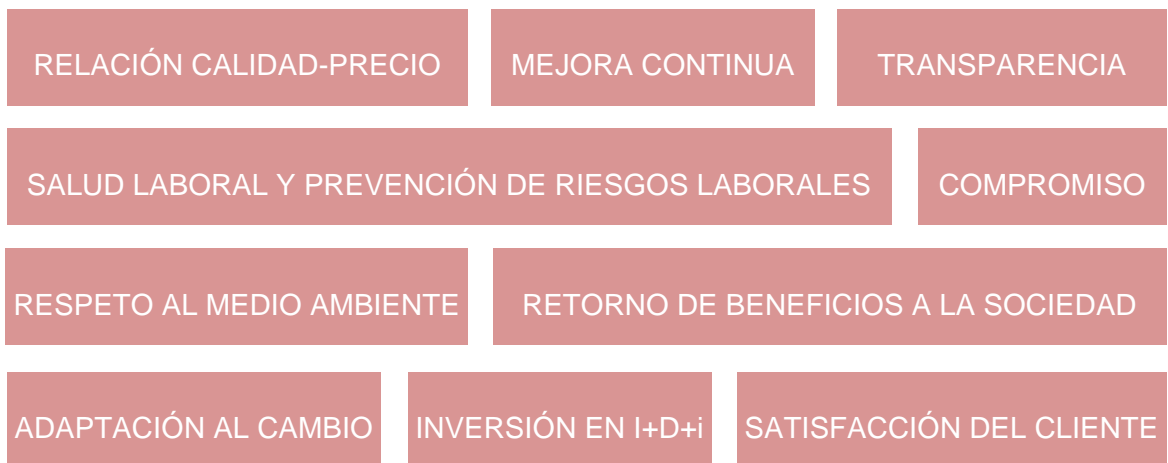 RELACIÓN CALIDAD-PRECIO
MEJORA CONTINUA
TRANSPARENCIA
SALUD LABORAL Y PREVENCIÓN DE RIESGOS LABORALES
COMPROMISO
RESPETO AL MEDIO AMBIENTE
RETORNO DE BENEFICIOS A LA SOCIEDAD
ADAPTACIÓN AL CAMBIO
INVERSIÓN EN I+D+i
SATISFACCIÓN DEL CLIENTE